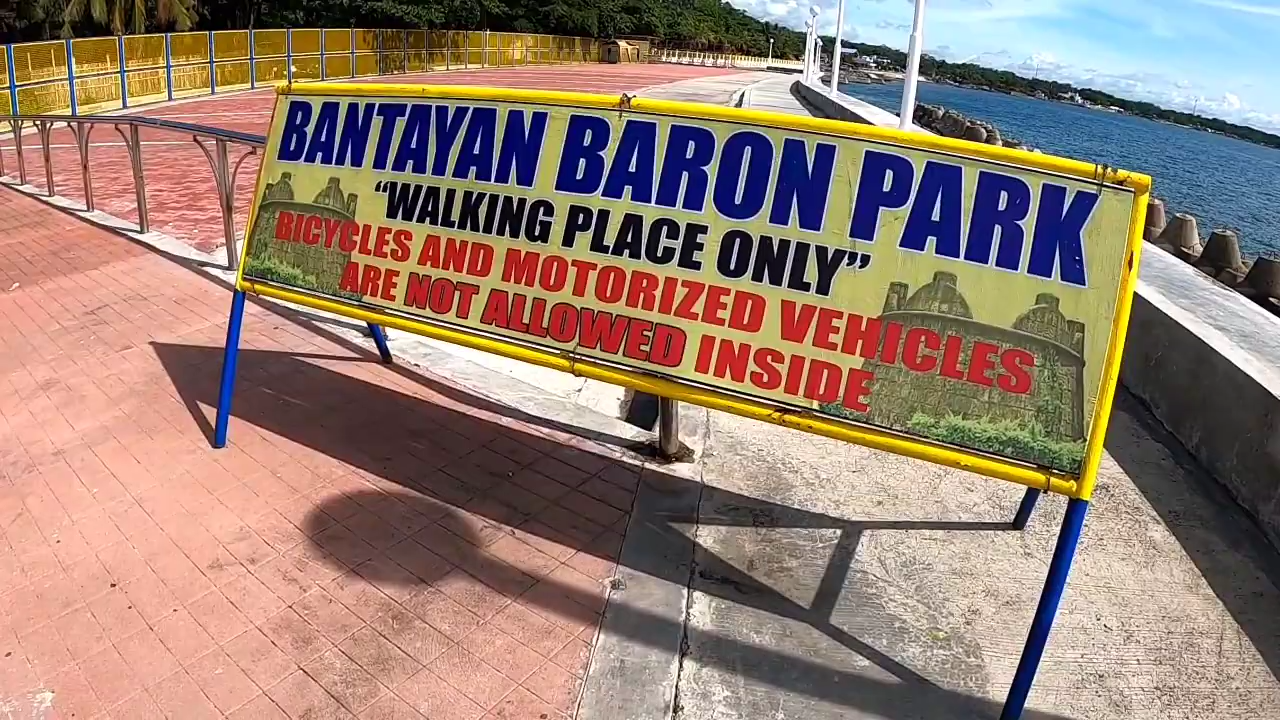 BANTAYAN BARON PARK
“WALKING PLACE ONLY”
BICYCLES AND MOTORIZED VEHICLES
ARE NOT ALLOWED INSIDE